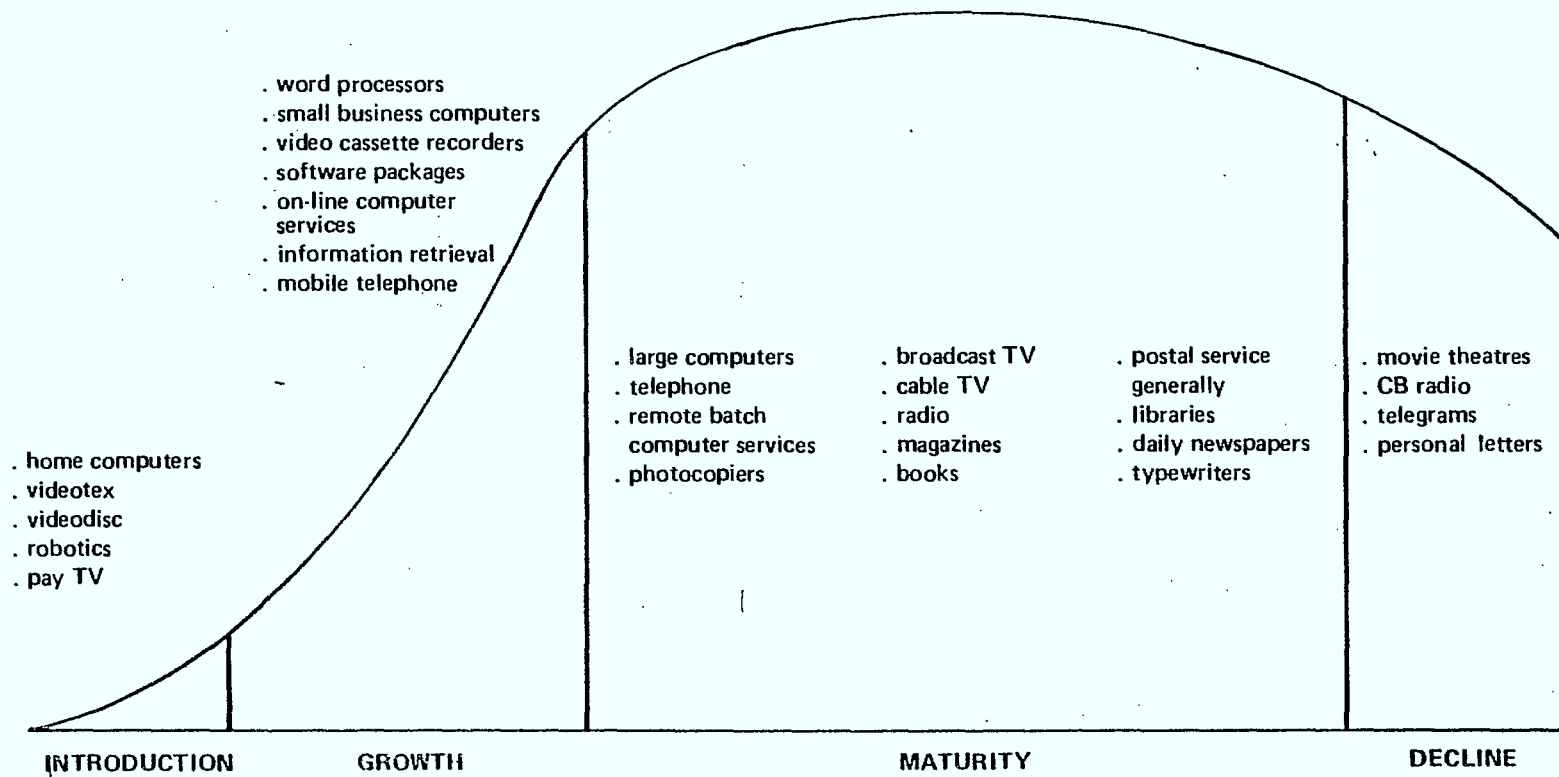 . word processors
. small business computers
. video cassette recorders
. software packages
. on-line computer
services
. information retrieval
. mobile telephone
. home computers
. videotex
. videodisc
. robotics
. pay TV
. large computers
. telephone
. remote batch
computer services
. photocopiers
. broadcast TV
. cable TV
. radio
. magazines
. books
. postal service
generally
. libraries
. daily newspapers
. typewriters
. movie theatres
. CB radio
. telegrams
. personal letters
INTRODUCTION
GROWTH
MATURITY
DECLINE